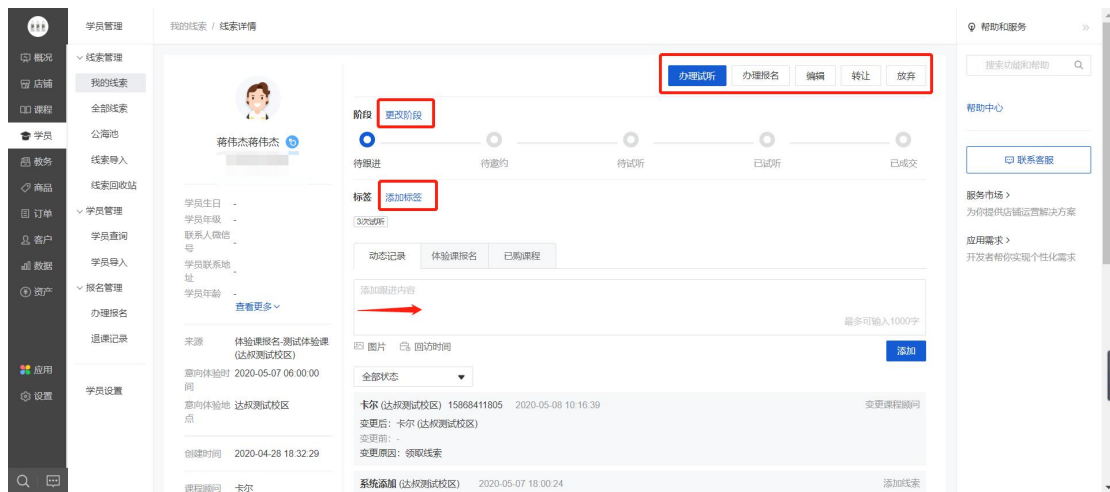 学员管理
我的线索 / 线索详情
帮助和服务
概况
店铺
课程
学员
教务
商品
订单
客户
数据
资产
应用
设置
线索管理
我的线索
全部线索
公海池
线索导入
线索回收站
学员管理
学员查询
学员导入
报名管理
办理报名
退课记录
学员设置
蒋伟杰蒋伟杰
学员生日 -
学员年级 -
联系人微信号 -
学员联系地址 -
学员年龄 -
查看更多
来源 体验课报名-测试体验课
(达叔测试校区)
意向体验时间 2020-05-07 06:00:00
意向体验地点 达叔测试校区
创建时间 2020-04-28 18:32:29
课程顾问 卡尔
办理试听 办理报名 编辑 转让 放弃
阶段 更改阶段
待跟进 待邀约 待试听 已试听 已成交
标签 添加标签
3次试听
动态记录 体验课报名 已购课程
添加跟进内容
最多可输入1000字
图片 回访时间
添加
全部状态
卡尔 (达叔测试校区) 15868411805 2020-05-08 10:16:39 变更课程顾问
变更后：卡尔 (达叔测试校区)
变更前：-
变更原因：领取线索
系统添加 (达叔测试校区) 2020-05-07 18:00:24 添加线索
搜索功能和帮助
帮助中心
联系客服
服务市场
为你提供店铺运营解决方案
应用需求
开发者帮你实现个性化需求